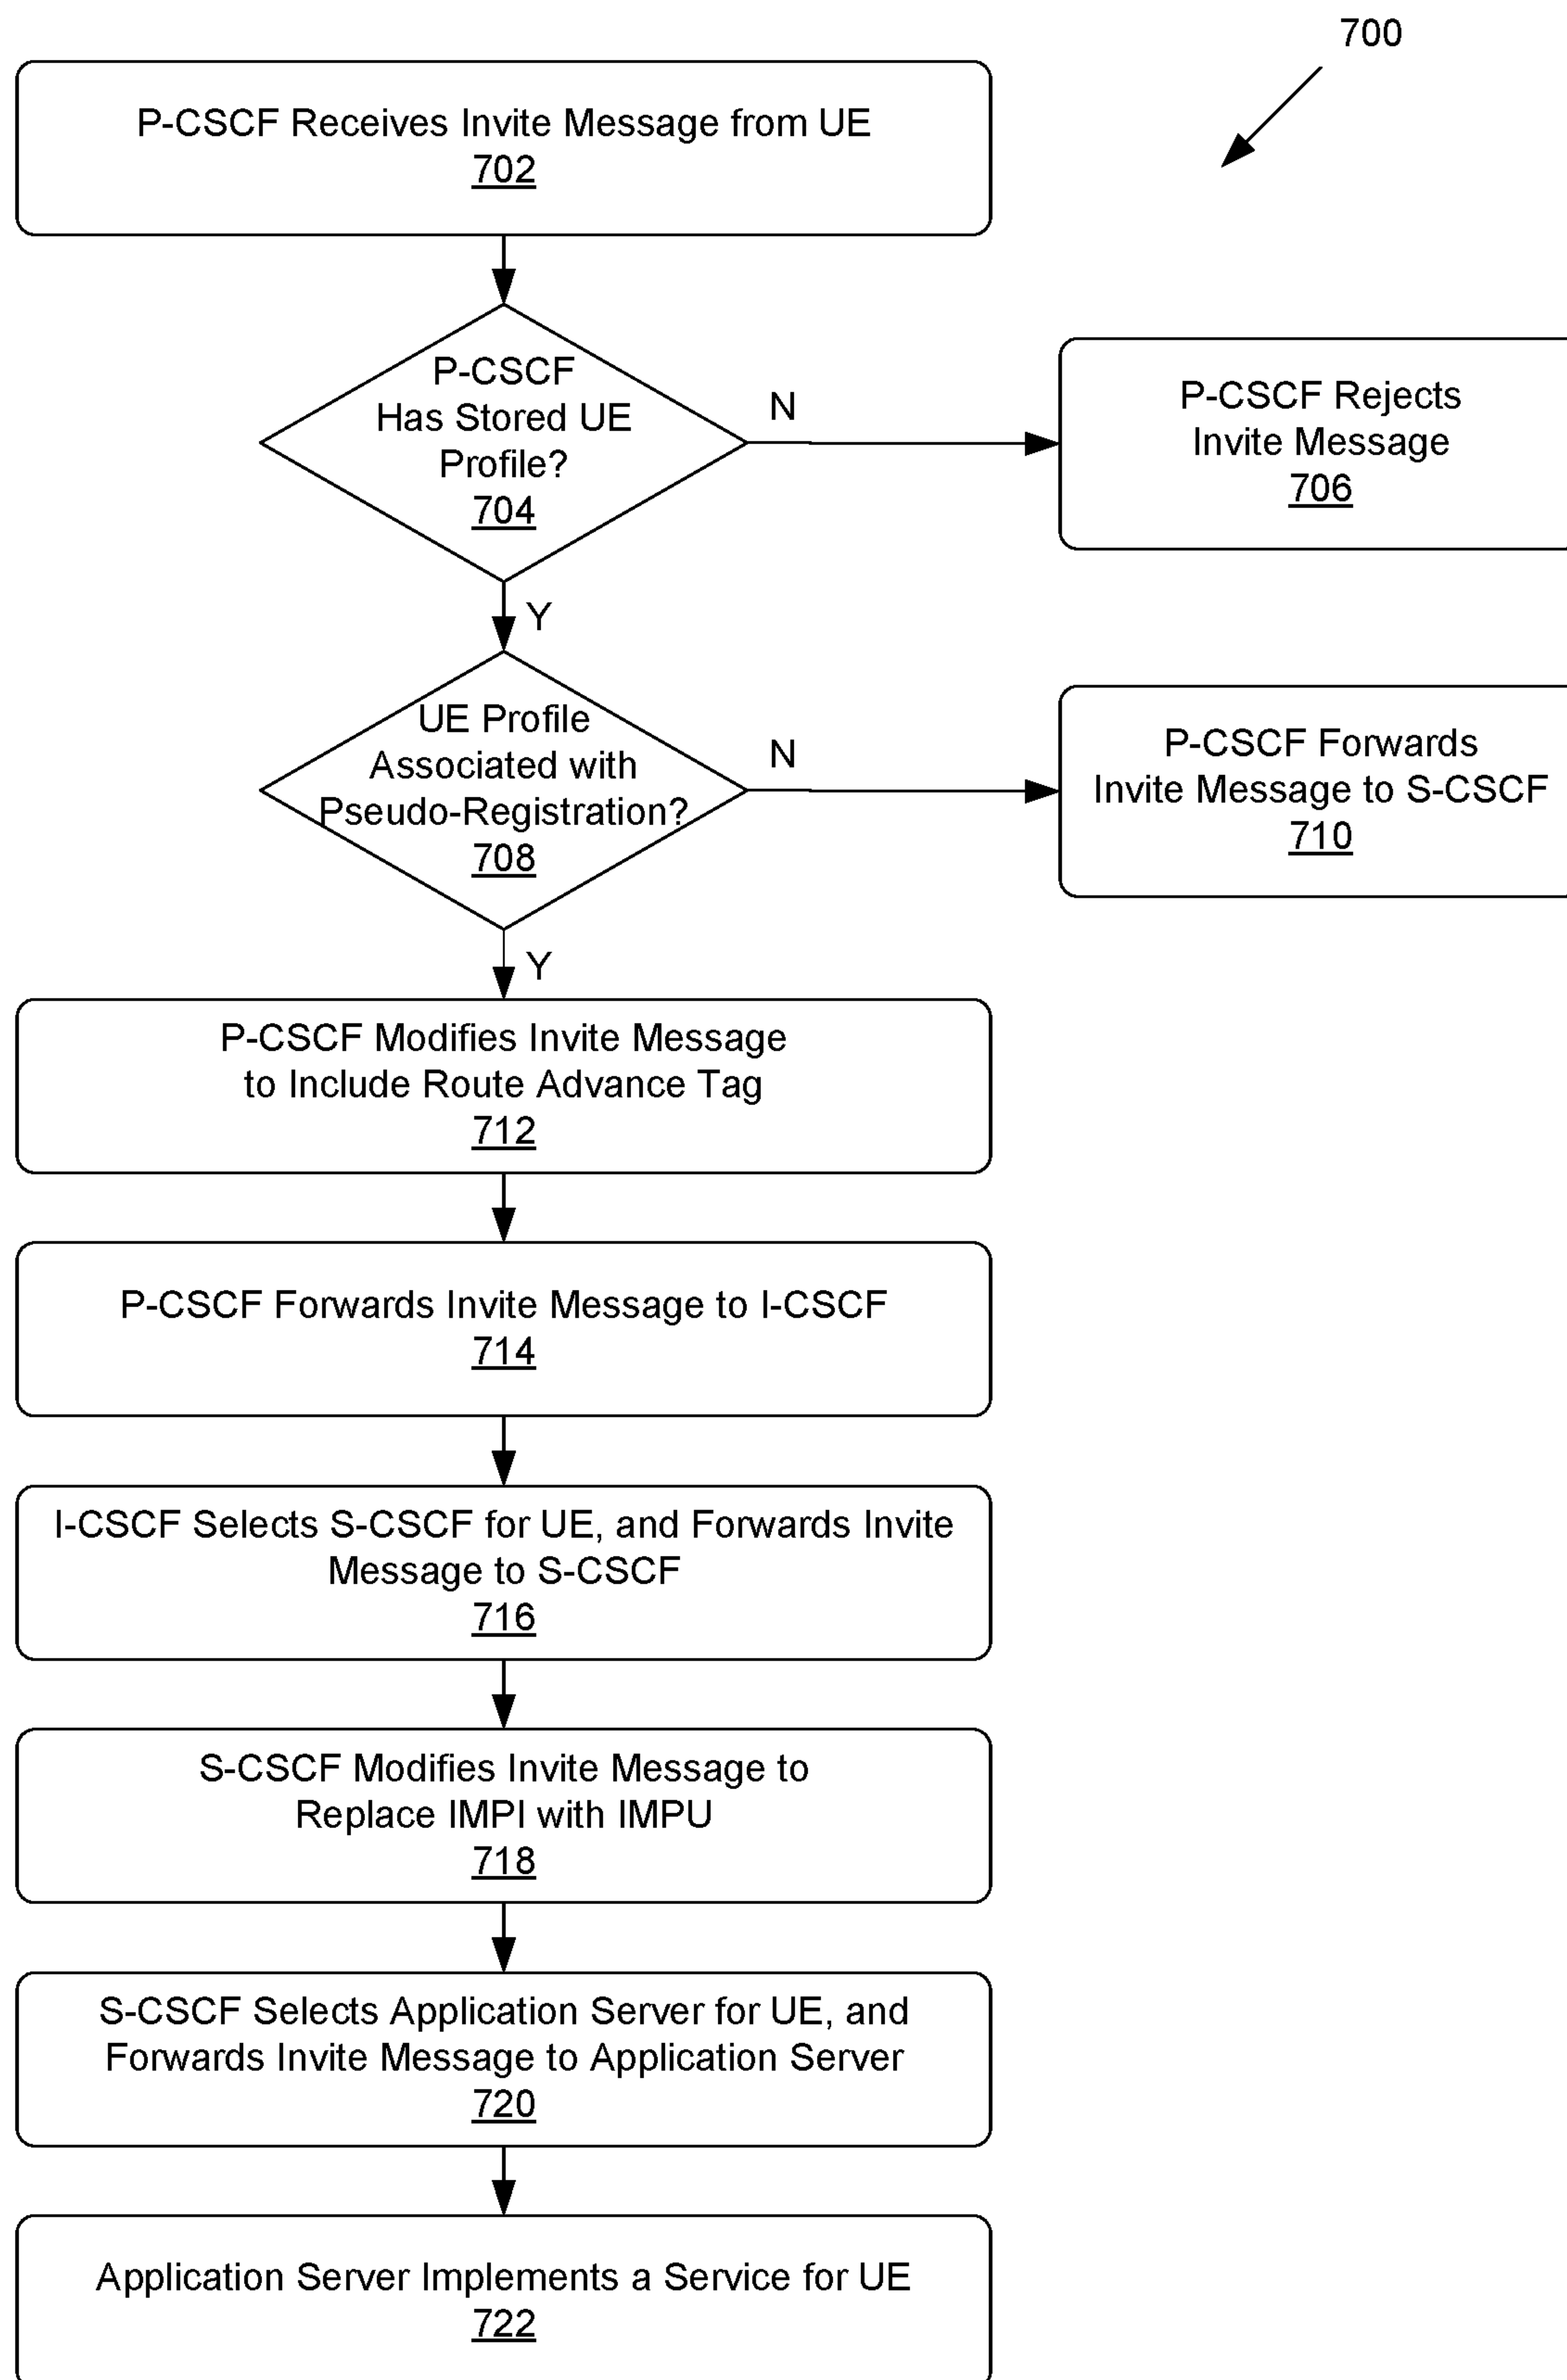 700
P-CSCF Receives Invite Message from UE
702
P-CSCF
Has Stored UE
Profile?
704
N
P-CSCF Rejects
Invite Message
706
Y
UE Profile
Associated with
Pseudo-Registration?
708
N
P-CSCF Forwards
Invite Message to S-CSCF
710
Y
P-CSCF Modifies Invite Message
to Include Route Advance Tag
712
P-CSCF Forwards Invite Message to I-CSCF
714
I-CSCF Selects S-CSCF for UE, and Forwards Invite
Message to S-CSCF
716
S-CSCF Modifies Invite Message to
Replace IMPI with IMPU
718
S-CSCF Selects Application Server for UE, and
Forwards Invite Message to Application Server
720
Application Server Implements a Service for UE
722